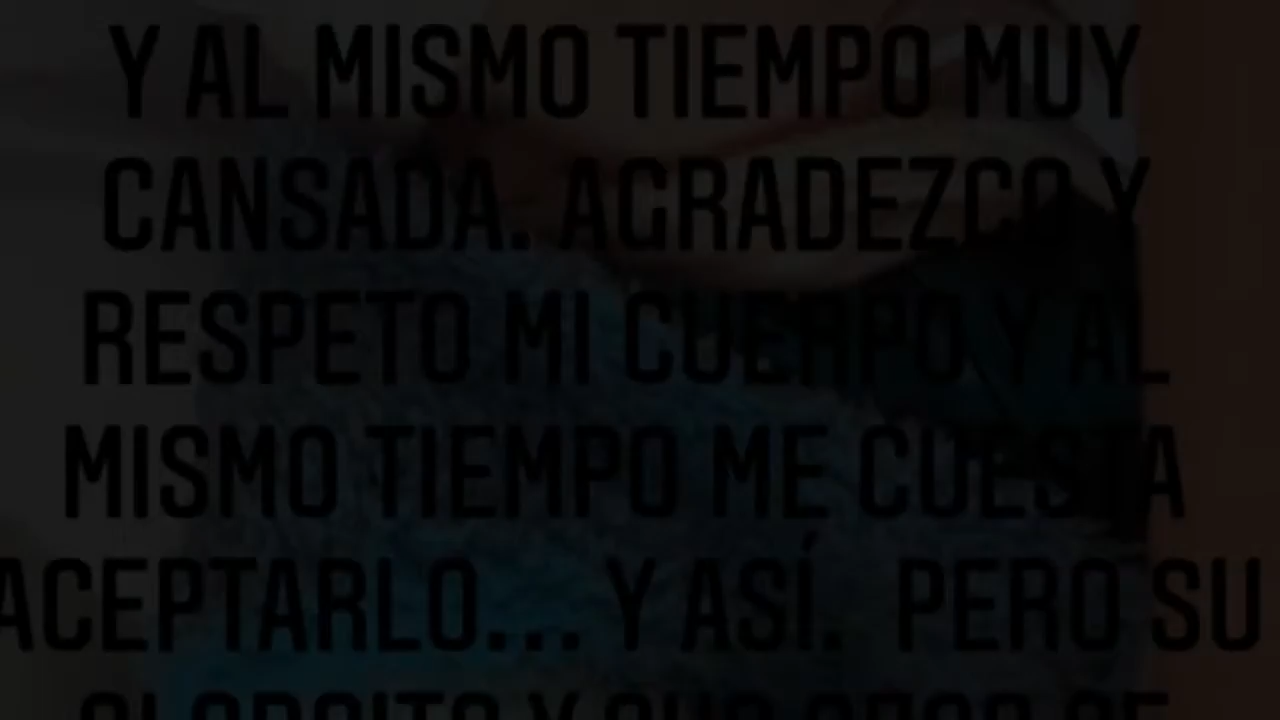 Y AL MISMO TIEMPO MUY
CANSADA. AGRADEZCO Y
RESPETO MI CUERPO Y AL
MISMO TIEMPO ME CUESTA
ACEPTARLO... Y ASÍ. PERO SU